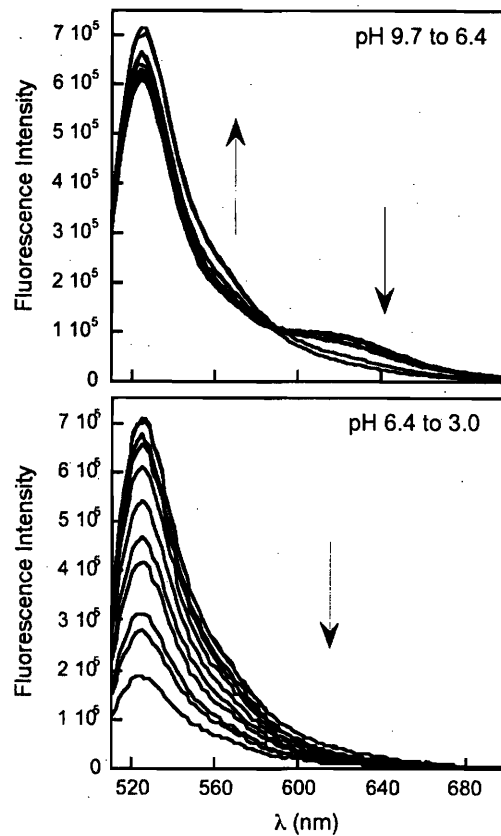 pH 9.7 to 6.4
Fluorescence Intensity
7 10⁵
6 10⁵
5 10⁵
4 10⁵
3 10⁵
2 10⁵
1 10⁵
0
pH 6.4 to 3.0
Fluorescence Intensity
7 10⁵
6 10⁵
5 10⁵
4 10⁵
3 10⁵
2 10⁵
1 10⁵
0
520 560 600 640 680
λ (nm)